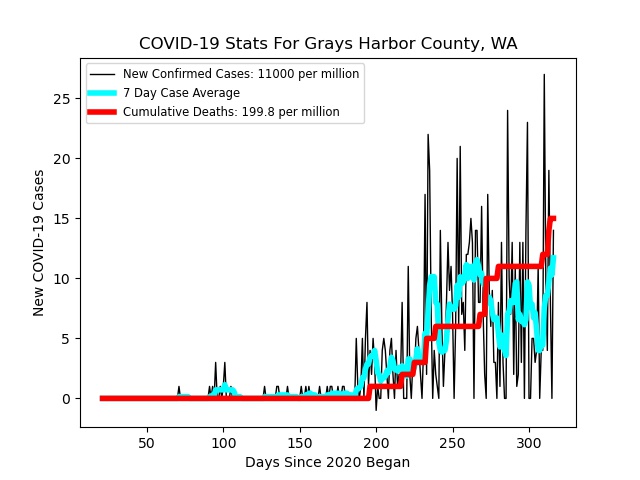 COVID-19 Stats For Grays Harbor County, WA
New Confirmed Cases: 11000 per million
7 Day Case Average
Cumulative Deaths: 199.8 per million
New COVID-19 Cases
25
20
15
10
5
0
50 100 150 200 250 300
Days Since 2020 Began